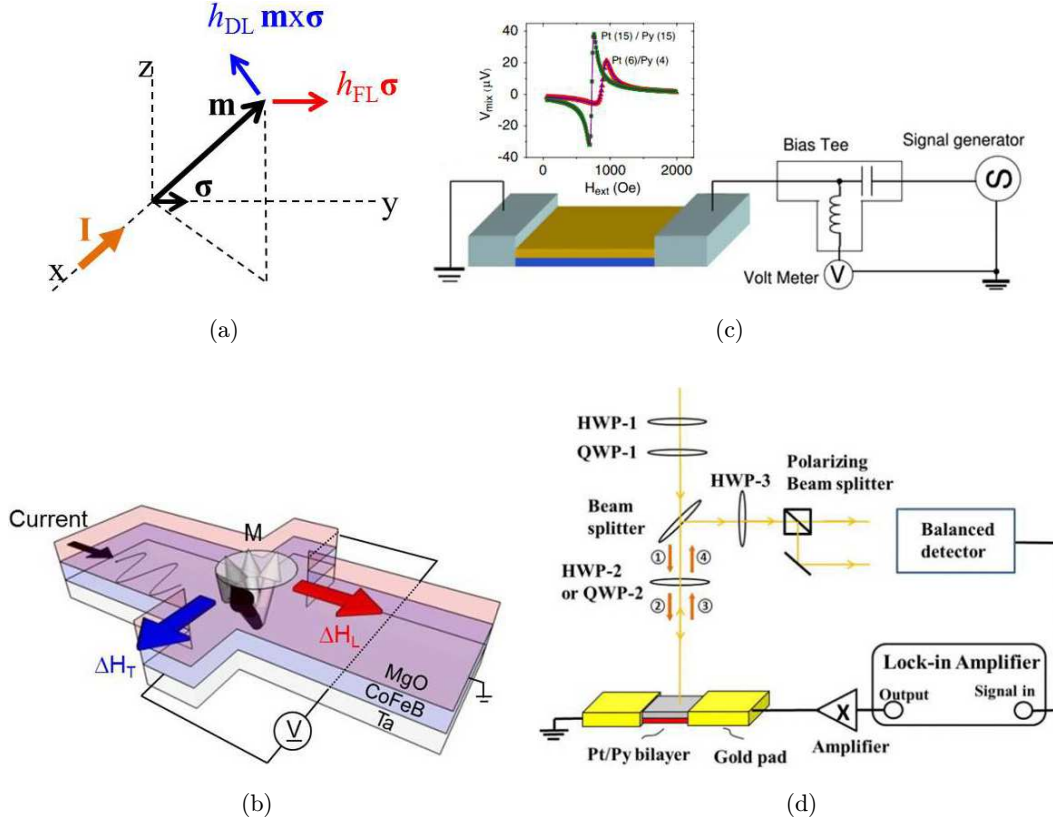 h_DL m x σ
z
m
h_FL σ
σ
y
I
x
(a)
40
20
0
-20
-40
V_mix (μV)
Pt (15) / Py (15)
Pt (6)/Py (4)
0
1000
2000
H_ext (Oe)
Bias Tee
Signal generator
S
Volt Meter
V
(c)
Current
M
ΔH_L
ΔH_T
MgO
CoFeB
Ta
V
(b)
HWP-1
QWP-1
HWP-3
Polarizing
Beam splitter
Beam
splitter
Balanced
detector
① ④
HWP-2
or QWP-2
② ③
Lock-in Amplifier
Output
Signal in
X
Amplifier
Pt/Py bilayer
Gold pad
(d)